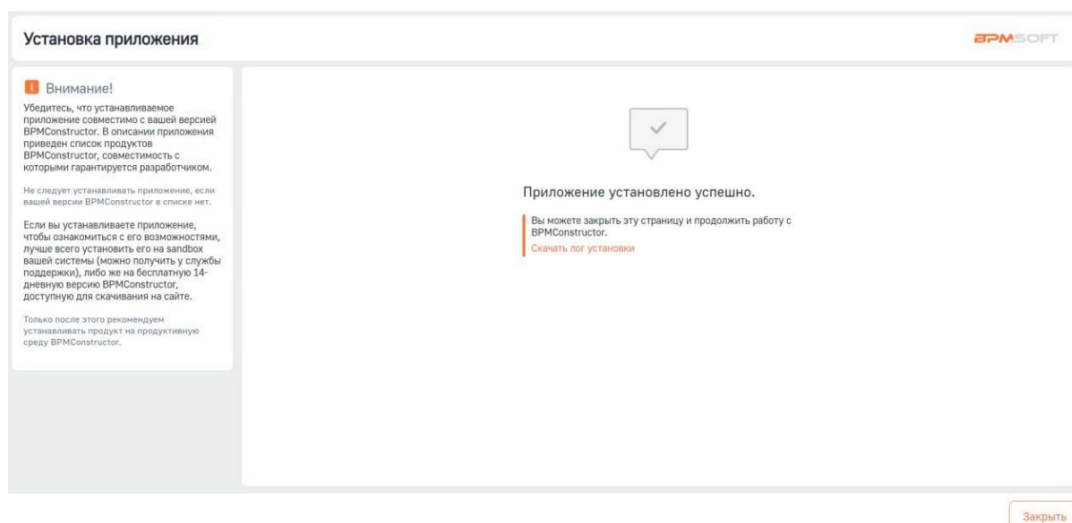 Установка приложения
BPMSOFT
Внимание!
Убедитесь, что устанавливаемое
приложение совместимо с вашей версией
BPMConstructor. В описании приложения
приведен список продуктов
BPMConstructor, совместимость с
которыми гарантируется разработчиком.
Не следует устанавливать приложение, если
вашей версии BPMConstructor в списке нет.
Если вы устанавливаете приложение,
чтобы ознакомиться с его возможностями,
лучше всего установить его на sandbox
вашей системы (можно получить у службы
поддержки), либо же на бесплатную 14-
дневную версию BPMConstructor,
доступную для скачивания на сайте.
Только после этого рекомендуем
устанавливать продукт на продуктивную
среду BPMConstructor.
Приложение установлено успешно.
Вы можете закрыть эту страницу и продолжить работу с
BPMConstructor.
Скачать лог установки
Закрыть